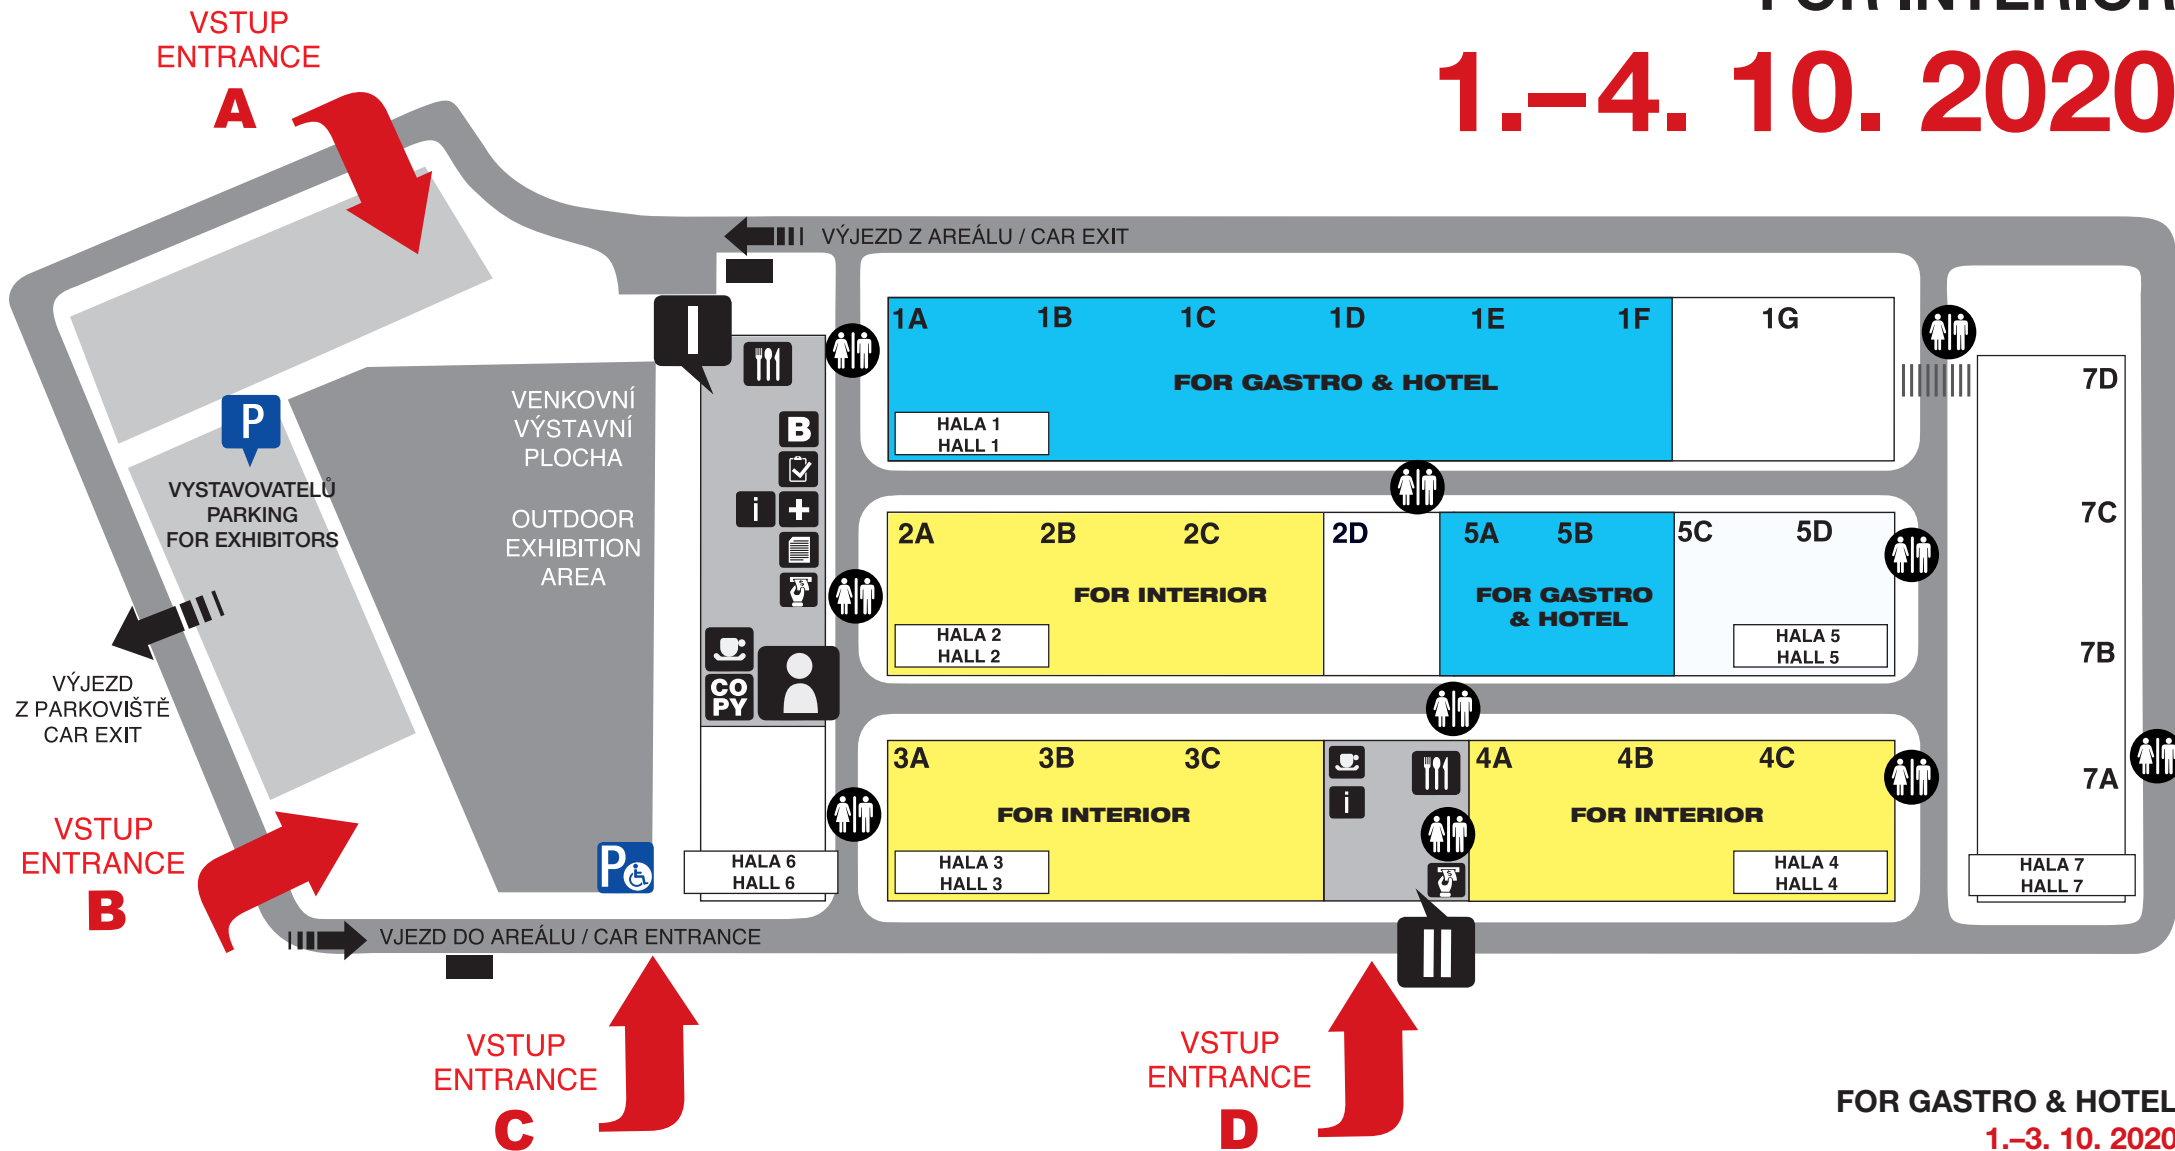 FOR INTERIOR
1.–4. 10. 2020
VSTUP
ENTRANCE
A
VÝJEZD Z AREÁLU / CAR EXIT
I
1A 1B 1C 1D 1E 1F 1G
FOR GASTRO & HOTEL
HALA 1
HALL 1
7D
7C
7B
7A
HALA 7
HALL 7
P
VYSTAVOVATELŮ
PARKING
FOR EXHIBITORS
VENKOVNÍ
VÝSTAVNÍ
PLOCHA
OUTDOOR
EXHIBITION
AREA
B
i
COPY
2A 2B 2C 2D 5A 5B 5C 5D
FOR INTERIOR
FOR GASTRO
& HOTEL
HALA 2
HALL 2
HALA 5
HALL 5
VÝJEZD
Z PARKOVIŠTĚ
CAR EXIT
3A 3B 3C 4A 4B 4C
i
FOR INTERIOR
FOR INTERIOR
HALA 3
HALL 3
HALA 4
HALL 4
HALA 6
HALL 6
P
VSTUP
ENTRANCE
B
VJEZD DO AREÁLU / CAR ENTRANCE
II
VSTUP
ENTRANCE
C
VSTUP
ENTRANCE
D
FOR GASTRO & HOTEL
1.–3. 10. 2020